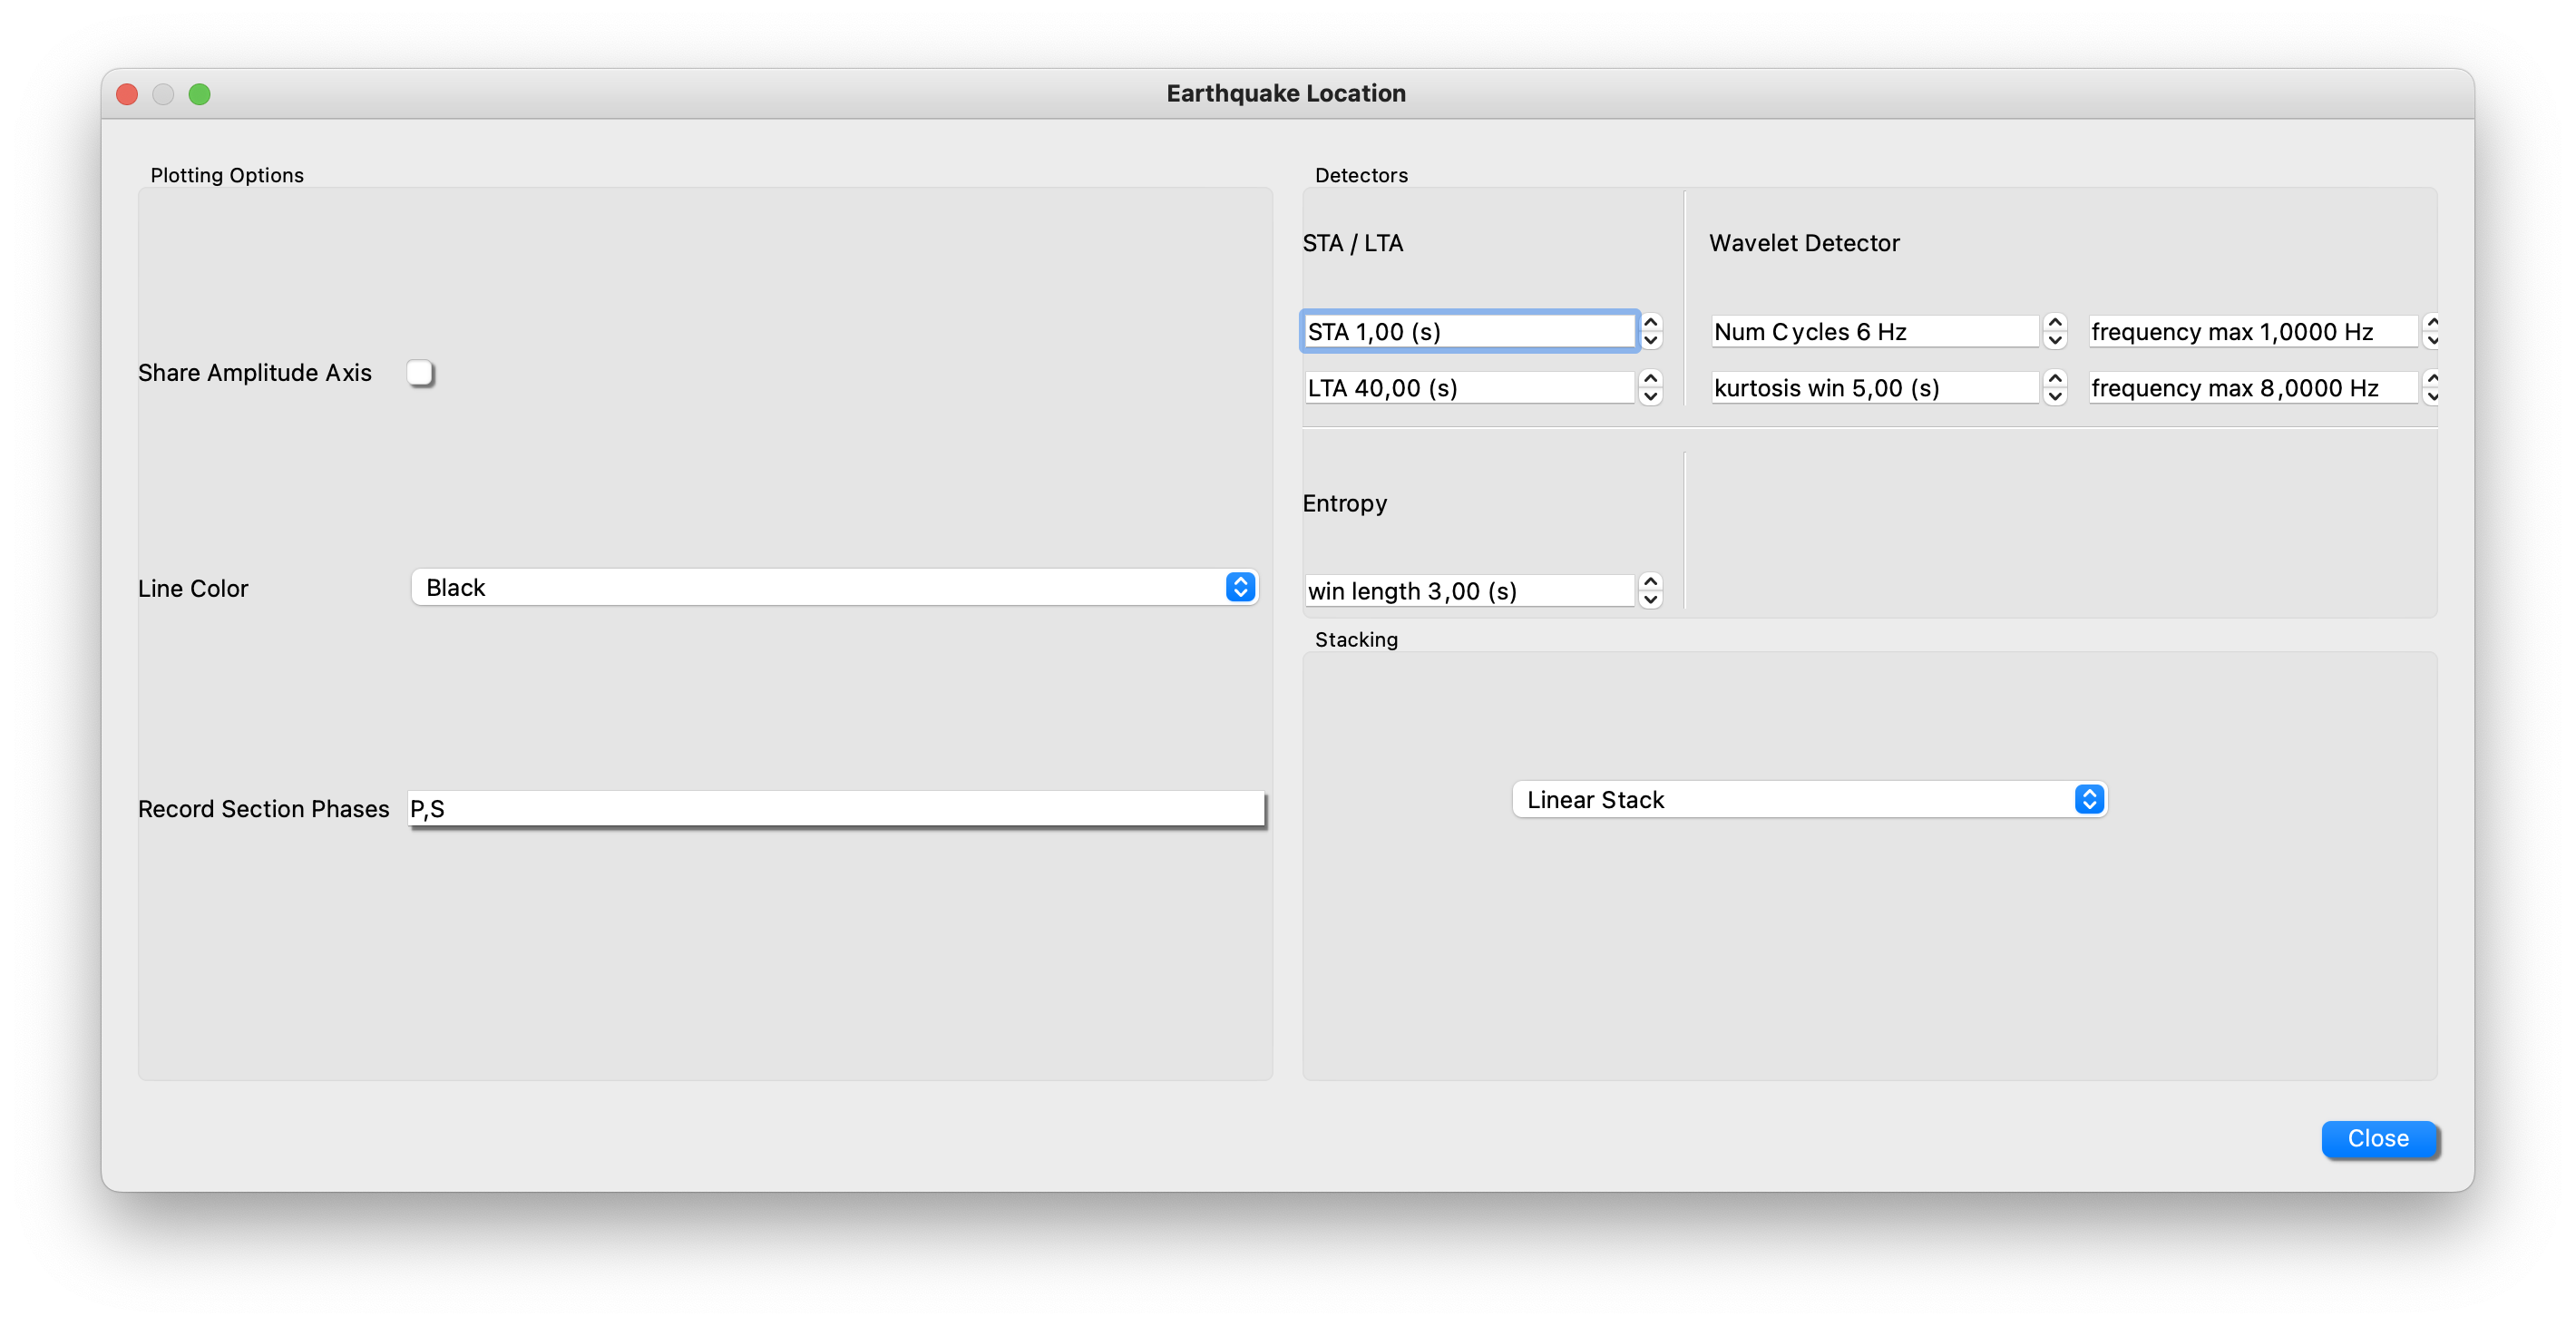 Earthquake Location
Plotting Options
Share Amplitude Axis
Line Color
Black
Record Section Phases
P,S
Detectors
STA / LTA
STA 1,00 (s)
LTA 40,00 (s)
Wavelet Detector
Num Cycles 6 Hz
frequency max 1,0000 Hz
kurtosis win 5,00 (s)
frequency max 8,0000 Hz
Entropy
win length 3,00 (s)
Stacking
Linear Stack
Close